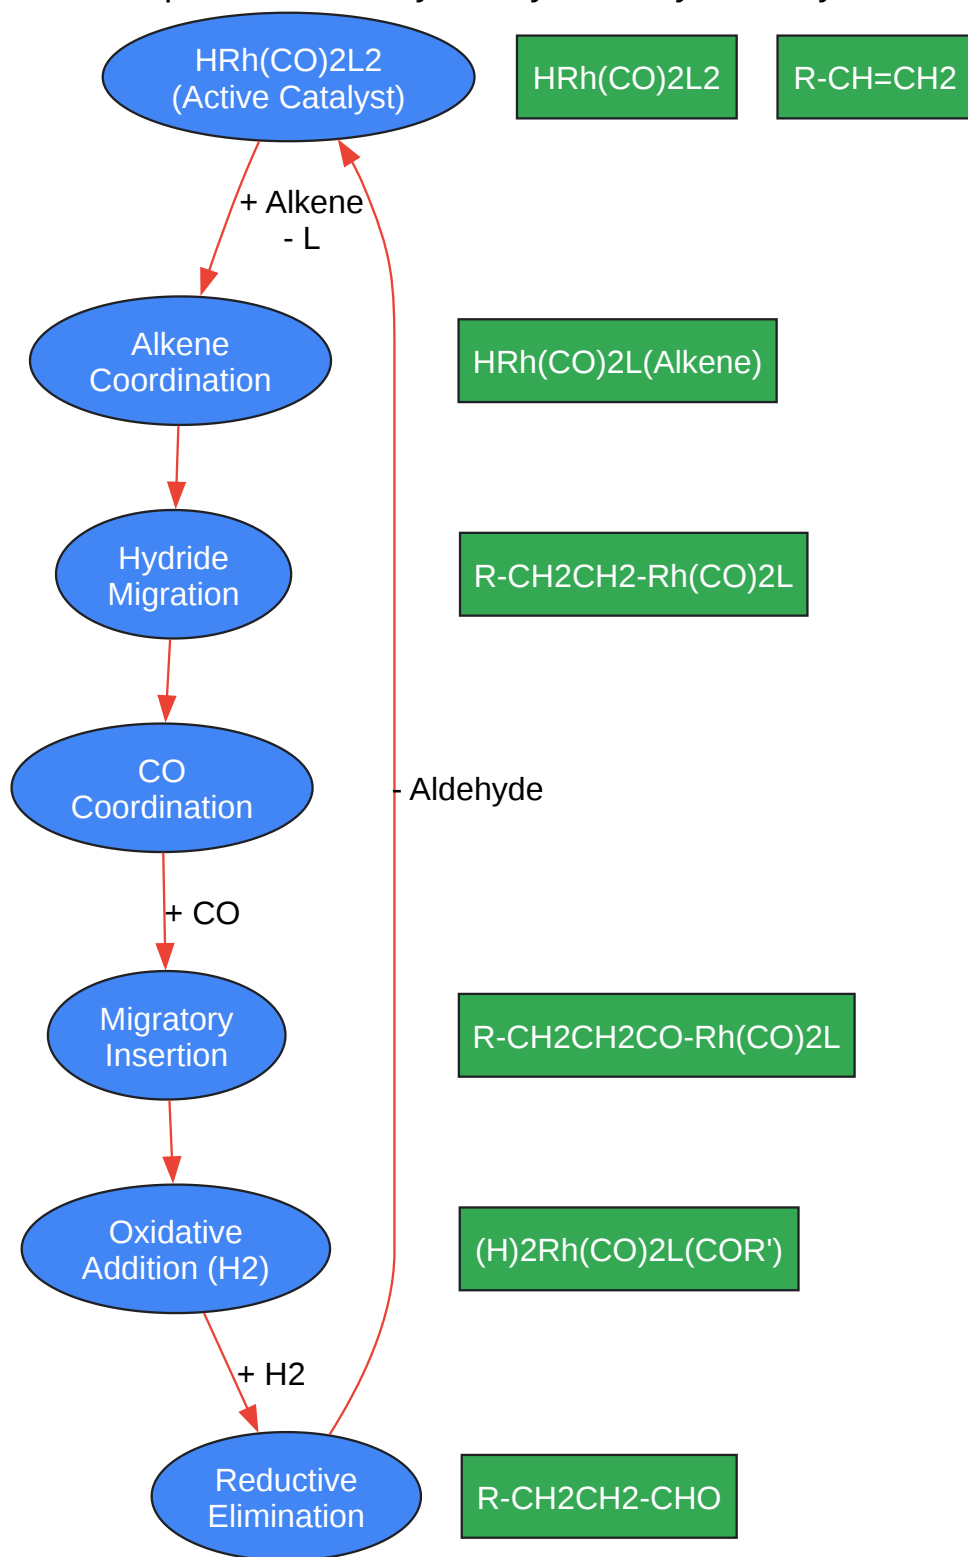 HRh(CO)2L2
(Active Catalyst)
HRh(CO)2L2
R-CH=CH2
+ Alkene
- L
Alkene
Coordination
HRh(CO)2L(Alkene)
Hydride
Migration
R-CH2CH2-Rh(CO)2L
CO
Coordination
- Aldehyde
+ CO
Migratory
Insertion
R-CH2CH2CO-Rh(CO)2L
Oxidative
Addition (H2)
(H)2Rh(CO)2L(COR')
+ H2
Reductive
Elimination
R-CH2CH2-CHO